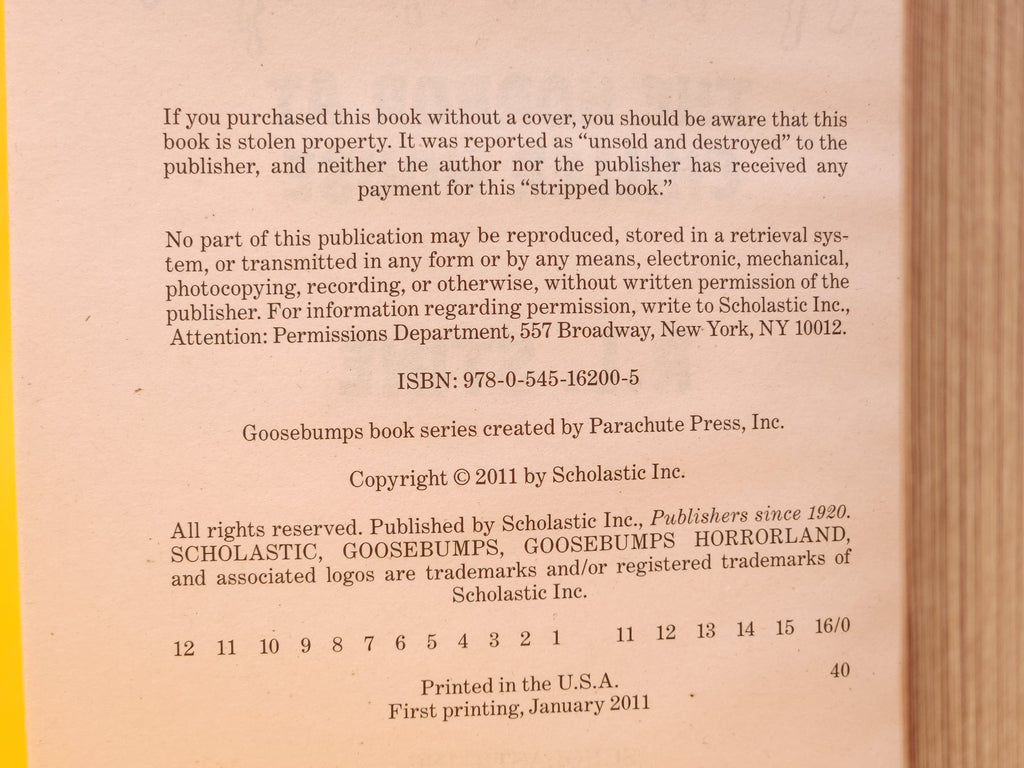 If you purchased this book without a cover, you should be aware that this
book is stolen property. It was reported as “unsold and destroyed” to the
publisher, and neither the author nor the publisher has received any
payment for this “stripped book.”
No part of this publication may be reproduced, stored in a retrieval sys-
tem, or transmitted in any form or by any means, electronic, mechanical,
photocopying, recording, or otherwise, without written permission of the
publisher. For information regarding permission, write to Scholastic Inc.,
Attention: Permissions Department, 557 Broadway, New York, NY 10012.
ISBN: 978-0-545-16200-5
Goosebumps book series created by Parachute Press, Inc.
Copyright © 2011 by Scholastic Inc.
All rights reserved. Published by Scholastic Inc., Publishers since 1920.
SCHOLASTIC, GOOSEBUMPS, GOOSEBUMPS HORRORLAND,
and associated logos are trademarks and/or registered trademarks of
Scholastic Inc.
12 11 10 9 8 7 6 5 4 3 2 1 11 12 13 14 15 16/0
40
Printed in the U.S.A.
First printing, January 2011